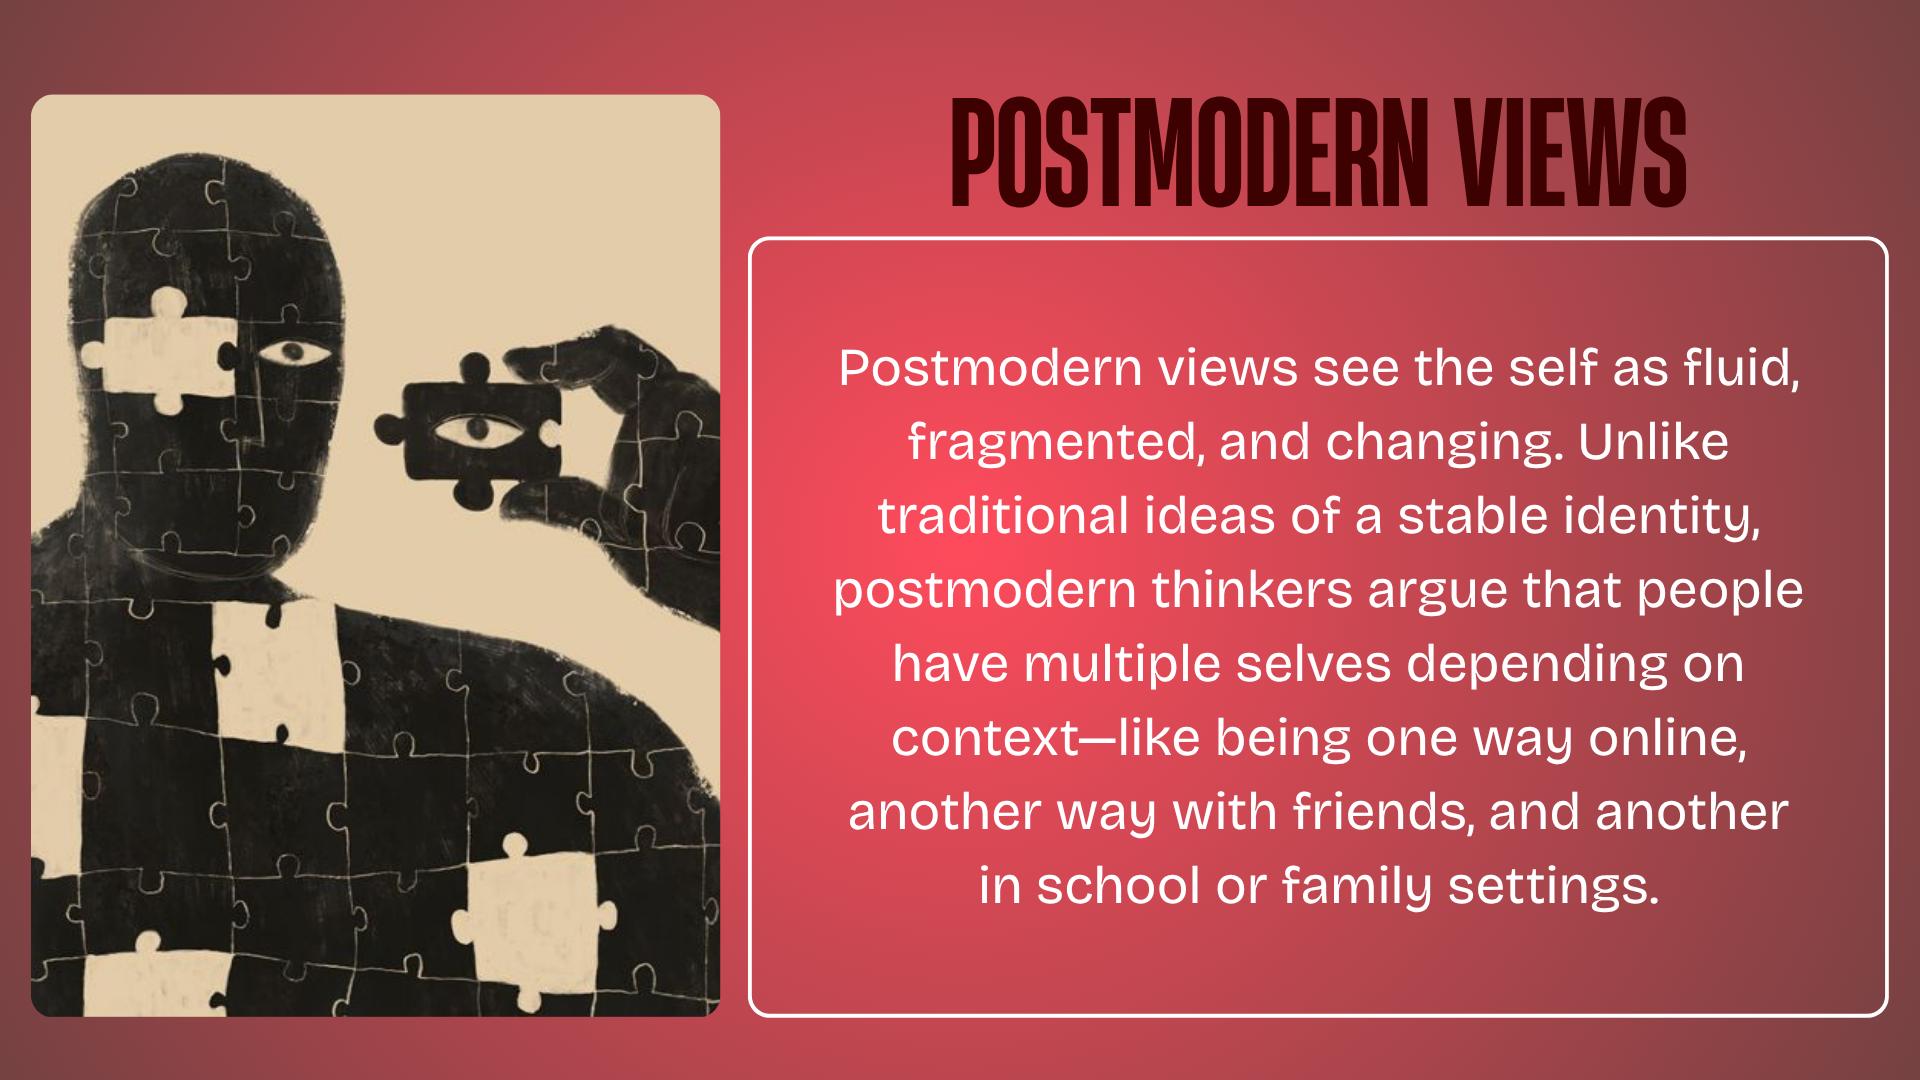 POSTMODERN VIEWS
Postmodern views see the self as fluid,
fragmented, and changing. Unlike
traditional ideas of a stable identity,
postmodern thinkers argue that people
have multiple selves depending on
context—like being one way online,
another way with friends, and another
in school or family settings.